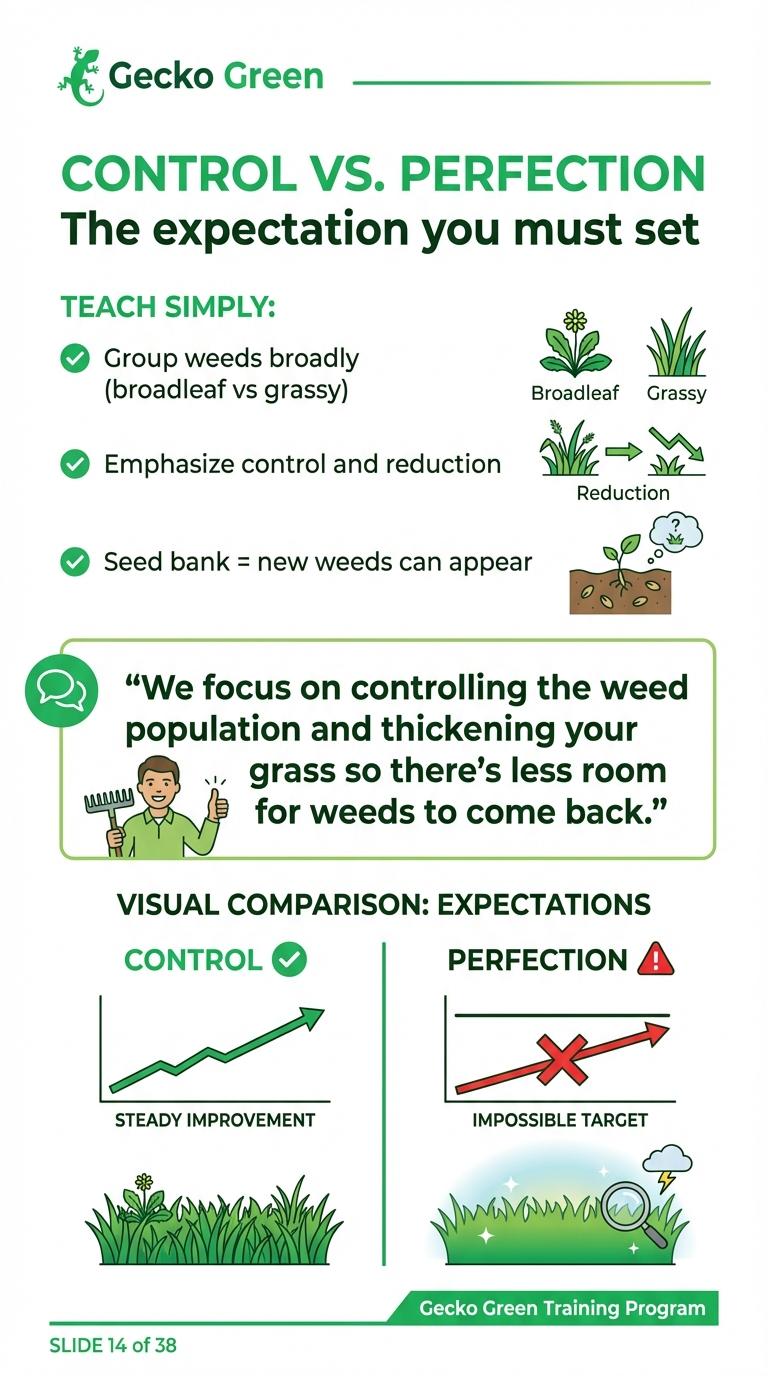 Gecko Green
CONTROL VS. PERFECTION
The expectation you must set
TEACH SIMPLY:
Group weeds broadly
(broadleaf vs grassy)
Broadleaf
Grassy
Emphasize control and reduction
Reduction
Seed bank = new weeds can appear
?
“We focus on controlling the weed
population and thickening your
grass so there’s less room
for weeds to come back.”
VISUAL COMPARISON: EXPECTATIONS
CONTROL
STEADY IMPROVEMENT
PERFECTION
IMPOSSIBLE TARGET
Gecko Green Training Program
SLIDE 14 of 38